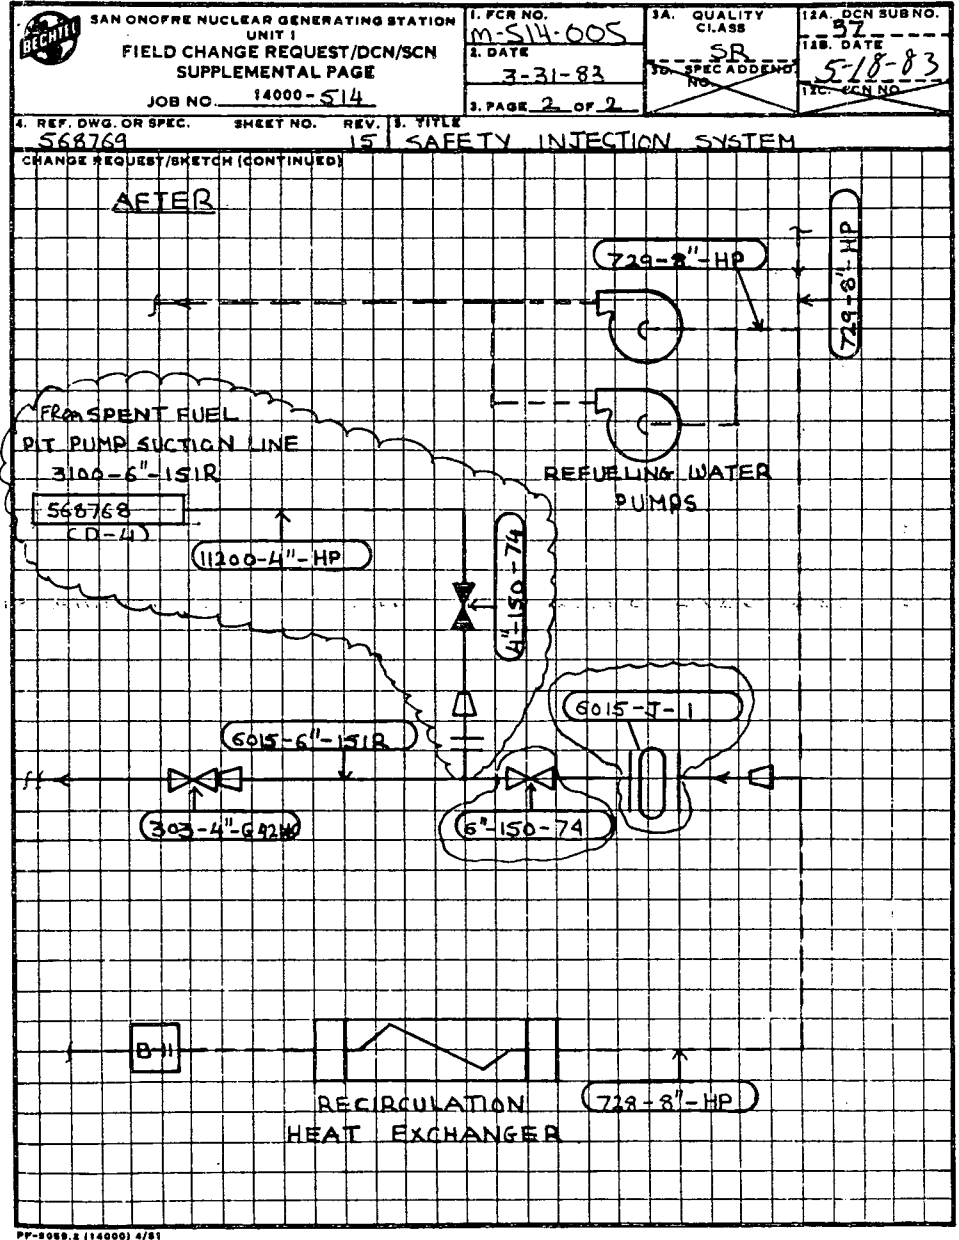 BECHTEL
SAN ONOFRE NUCLEAR GENERATING STATION
UNIT 1
FIELD CHANGE REQUEST/DCN/SCN
SUPPLEMENTAL PAGE
JOB NO. 14000-514
1. FCR NO.
M-514-005
2. DATE
3-31-83
3. PAGE 2 OF 2
3A. QUALITY
CLASS
SR
3B. SPEC ADDEND.
NO.
12A. DCN SUB NO.
37
12B. DATE
5-18-83
12C. CCN NO.
4. REF. DWG. OR SPEC. SHEET NO. REV.
568769 15
5. TITLE
SAFETY INJECTION SYSTEM
CHANGE REQUEST/SKETCH (CONTINUED)
AFTER
729-8"-HP
729-8"-HP
FROM SPENT FUEL
PIT PUMP SUCTION LINE
3100-6"-151R
568768
(D-4)
11200-4"-HP
REFUELING WATER
PUMPS
4"-150-74
6015-J-1
6015-6"-151R
303-4"-G42
6"-150-74
B-11
RECIRCULATION
HEAT EXCHANGER
728-8"-HP
PF-9059.2 (14000) 4/81